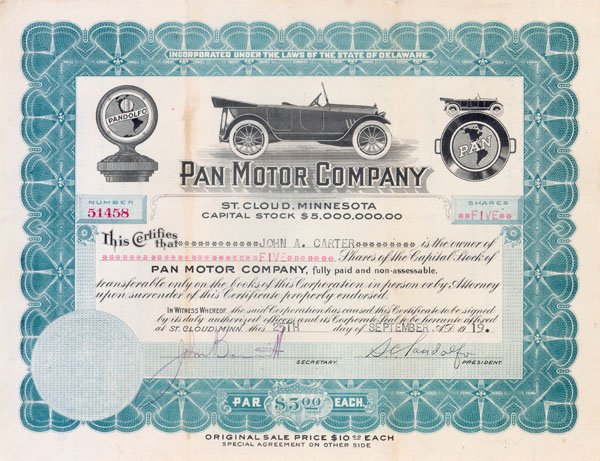 INCORPORATED UNDER THE LAWS OF THE STATE OF DELAWARE.
PANDOLFO
PAN
PAN MOTOR COMPANY
ST. CLOUD, MINNESOTA
CAPITAL STOCK $5,000,000.00
NUMBER
51458
SHARES
**FIVE**
This Certifies that JOHN A. CARTER is the owner of
FIVE Shares of the Capital Stock of
PAN MOTOR COMPANY, fully paid and non-assessable.
transferable only on the books of this Corporation in person or by Attorney
upon surrender of this Certificate properly endorsed.
IN WITNESS WHEREOF, the said Corporation has caused this Certificate to be signed
by its duly authorized officers and its Corporate Seal to be hereunto affixed
at ST. CLOUD, MINN. this 25TH day of SEPTEMBER A.D. 19 19.
S C Pandolfo
SECRETARY. PRESIDENT.
PAR $5.00 EACH.
ORIGINAL SALE PRICE $10.00 EACH
SPECIAL AGREEMENT ON OTHER SIDE